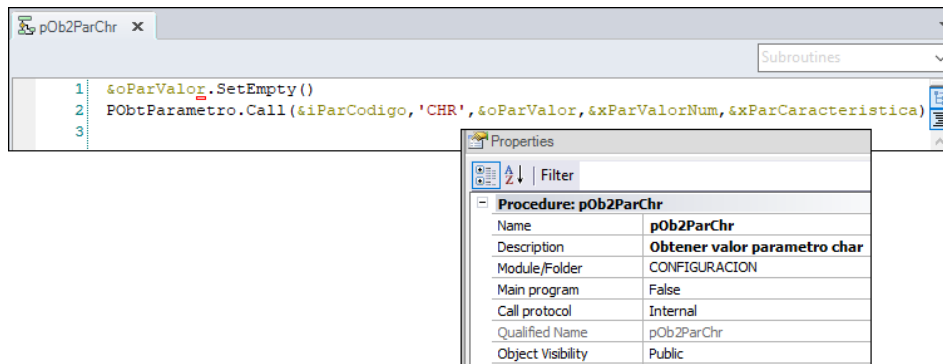 pOb2ParChr
Subroutines
1 &oParValor.SetEmpty()
2 PObtParametro.Call(&iParCodigo,'CHR',&oParValor,&xParValorNum,&xParCaracteristica)
3
Properties
Filter
Procedure: pOb2ParChr
Name pOb2ParChr
Description Obtener valor parametro char
Module/Folder CONFIGURACION
Main program False
Call protocol Internal
Qualified Name pOb2ParChr
Object Visibility Public